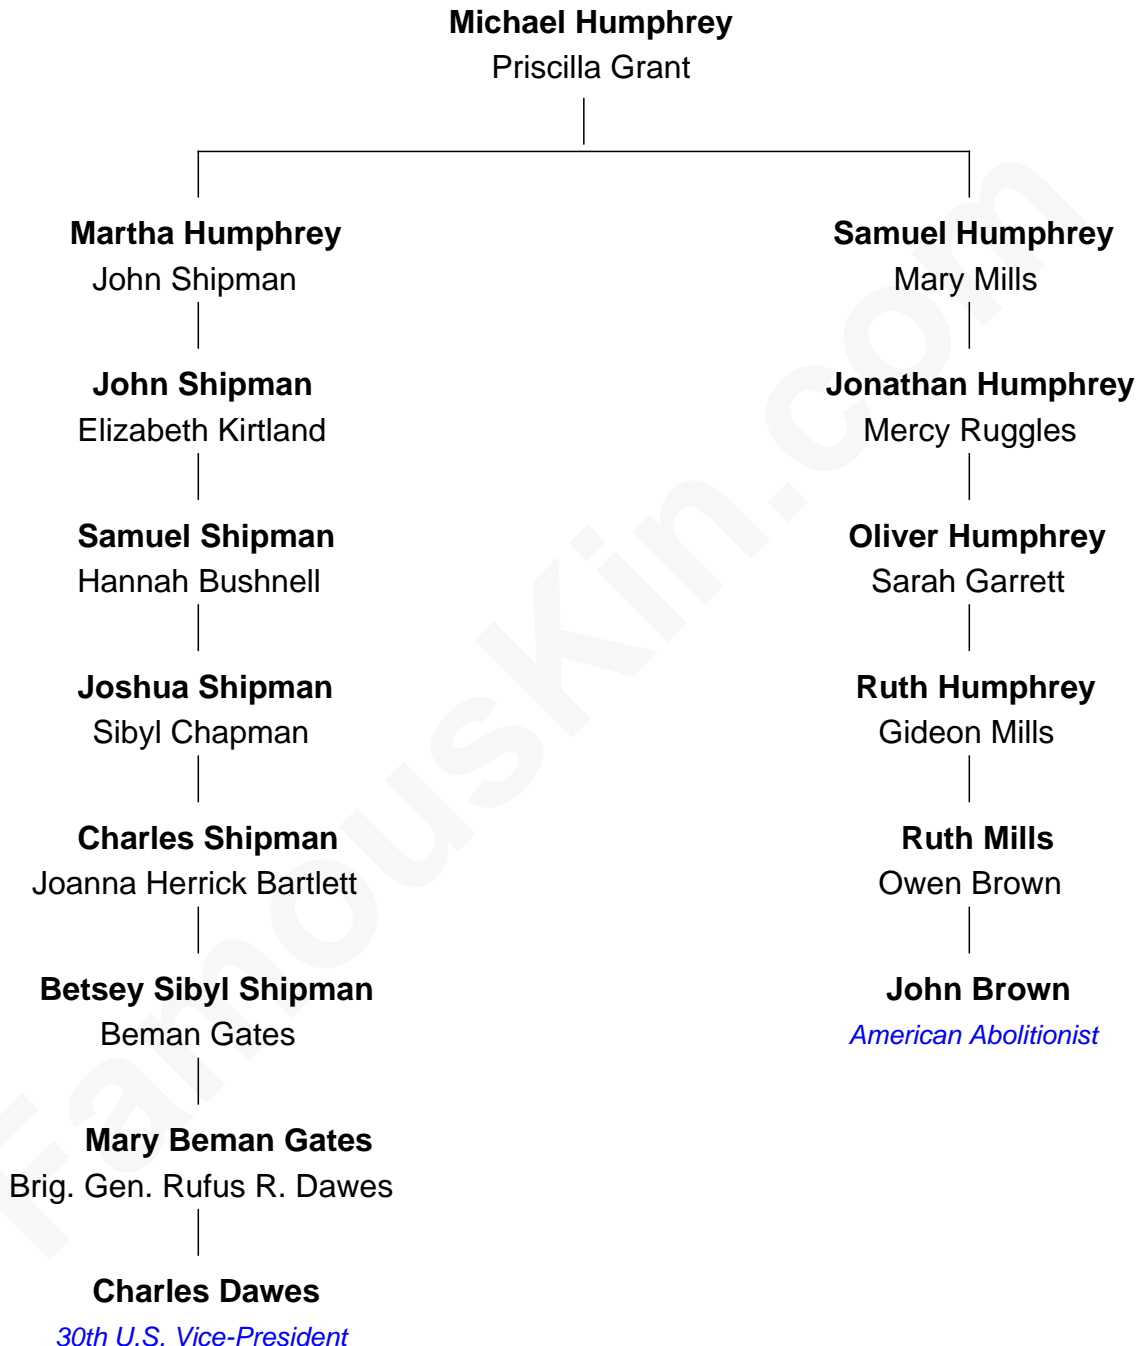 Michael Humphrey
Priscilla Grant
Martha Humphrey
John Shipman
John Shipman
Elizabeth Kirtland
Samuel Shipman
Hannah Bushnell
Joshua Shipman
Sibyl Chapman
Charles Shipman
Joanna Herrick Bartlett
Betsey Sibyl Shipman
Beman Gates
Mary Beman Gates
Brig. Gen. Rufus R. Dawes
Charles Dawes
30th U.S. Vice-President
Samuel Humphrey
Mary Mills
Jonathan Humphrey
Mercy Ruggles
Oliver Humphrey
Sarah Garrett
Ruth Humphrey
Gideon Mills
Ruth Mills
Owen Brown
John Brown
American Abolitionist
FamousKin.com